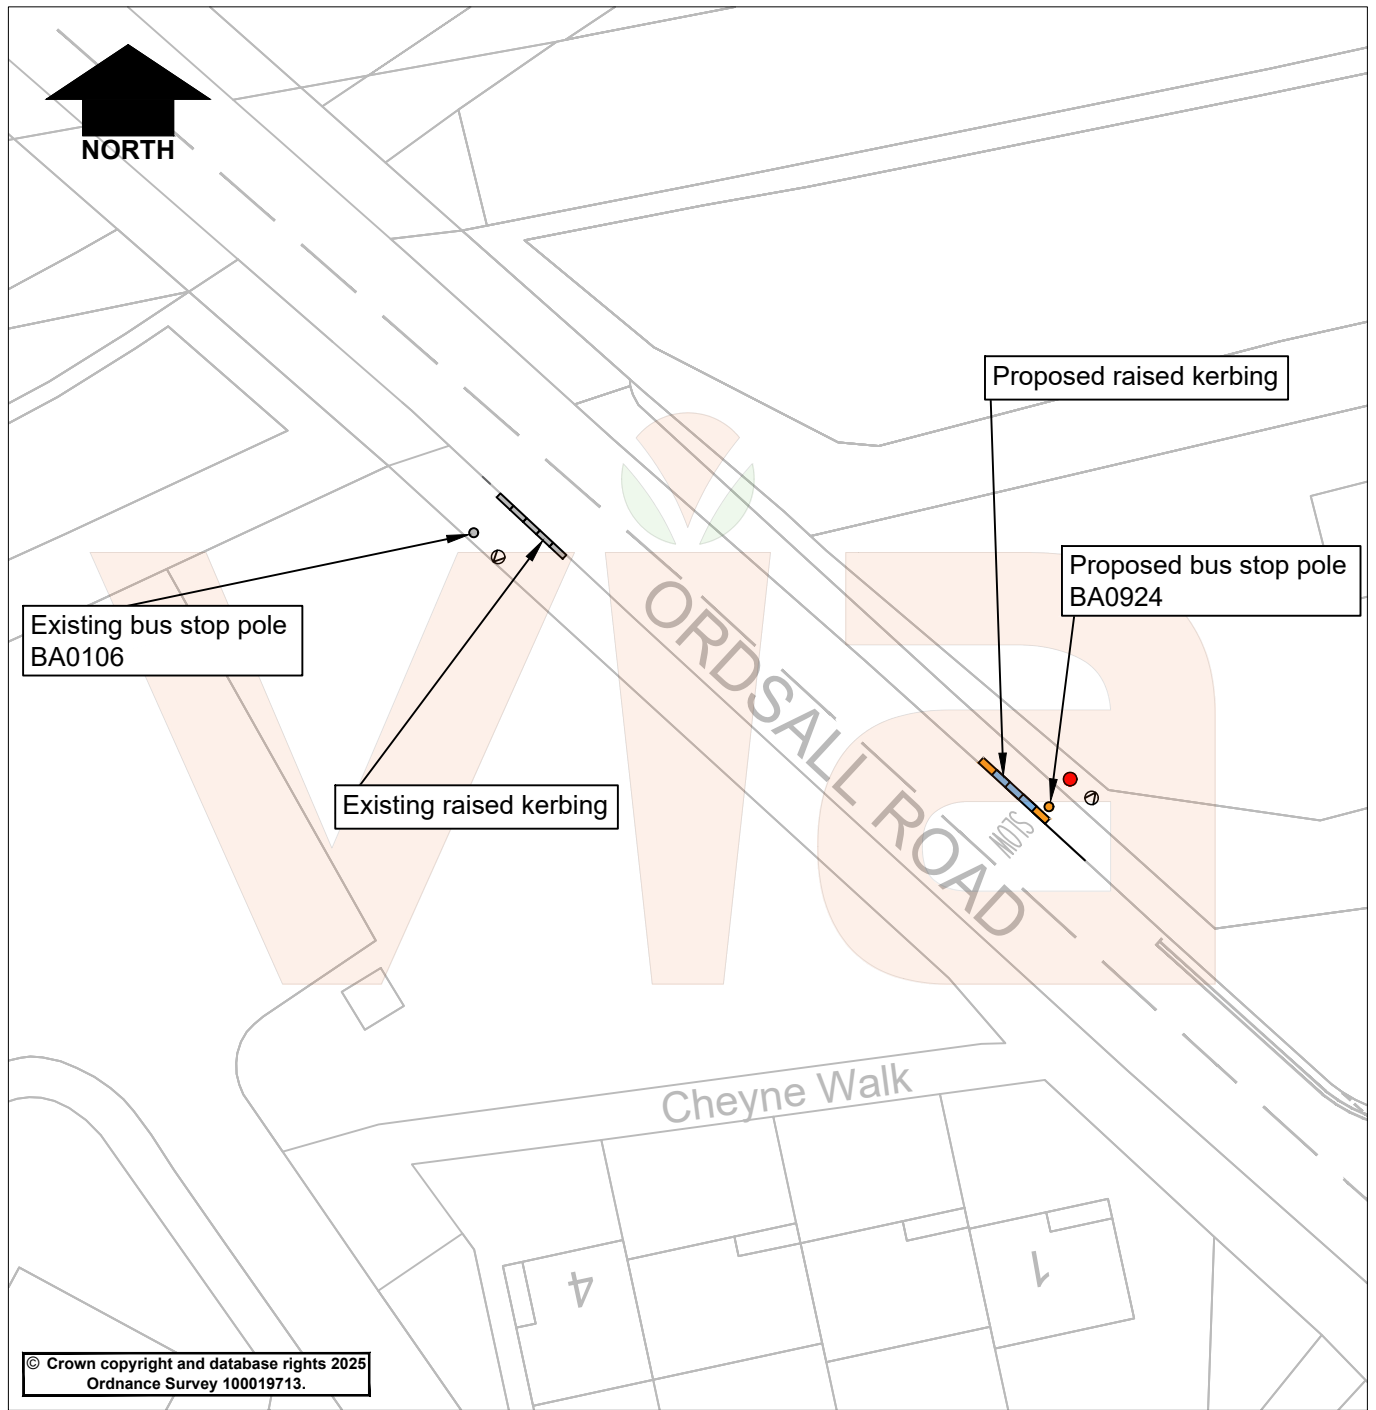 NORTH
Proposed raised kerbing
Proposed bus stop pole
BA0924
Existing bus stop pole
BA0106
Existing raised kerbing
ORDSALL ROAD
SLOW
via
Cheyne Walk
4
1
© Crown copyright and database rights 2025
Ordnance Survey 100019713.